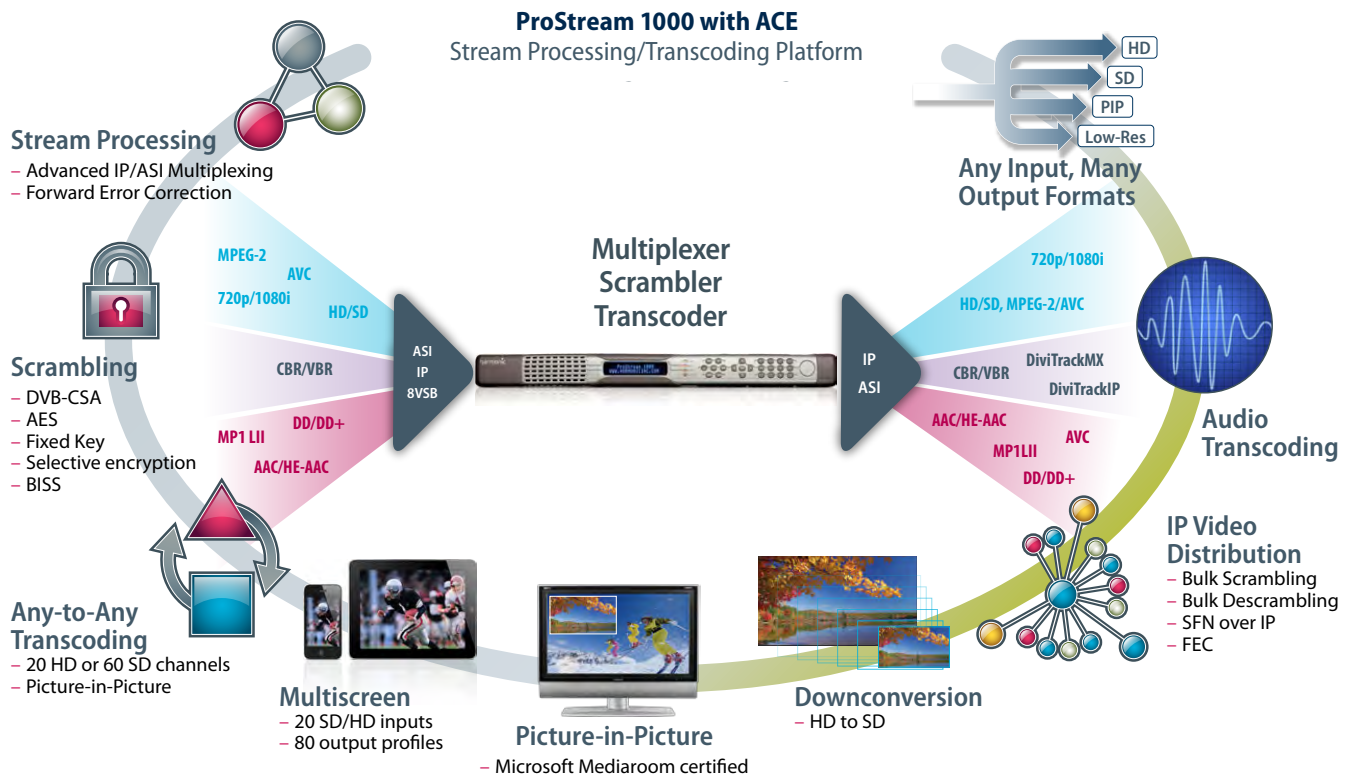 ProStream 1000 with ACE
Stream Processing/Transcoding Platform
HD
SD
PIP
Low-Res
Stream Processing
– Advanced IP/ASI Multiplexing
– Forward Error Correction
Any Input, Many
Output Formats
MPEG-2
AVC
720p/1080i
HD/SD
CBR/VBR
MP1 LII
DD/DD+
AAC/HE-AAC
ASI
IP
8VSB
Multiplexer
Scrambler
Transcoder
ProStream 1000
IP
ASI
720p/1080i
HD/SD, MPEG-2/AVC
CBR/VBR
DiviTrackMX
DiviTrackIP
AAC/HE-AAC
AVC
MP1LII
DD/DD+
Scrambling
– DVB-CSA
– AES
– Fixed Key
– Selective encryption
– BISS
Audio
Transcoding
Any-to-Any
Transcoding
– 20 HD or 60 SD channels
– Picture-in-Picture
Multiscreen
– 20 SD/HD inputs
– 80 output profiles
Picture-in-Picture
– Microsoft Mediaroom certified
Downconversion
– HD to SD
IP Video
Distribution
– Bulk Scrambling
– Bulk Descrambling
– SFN over IP
– FEC